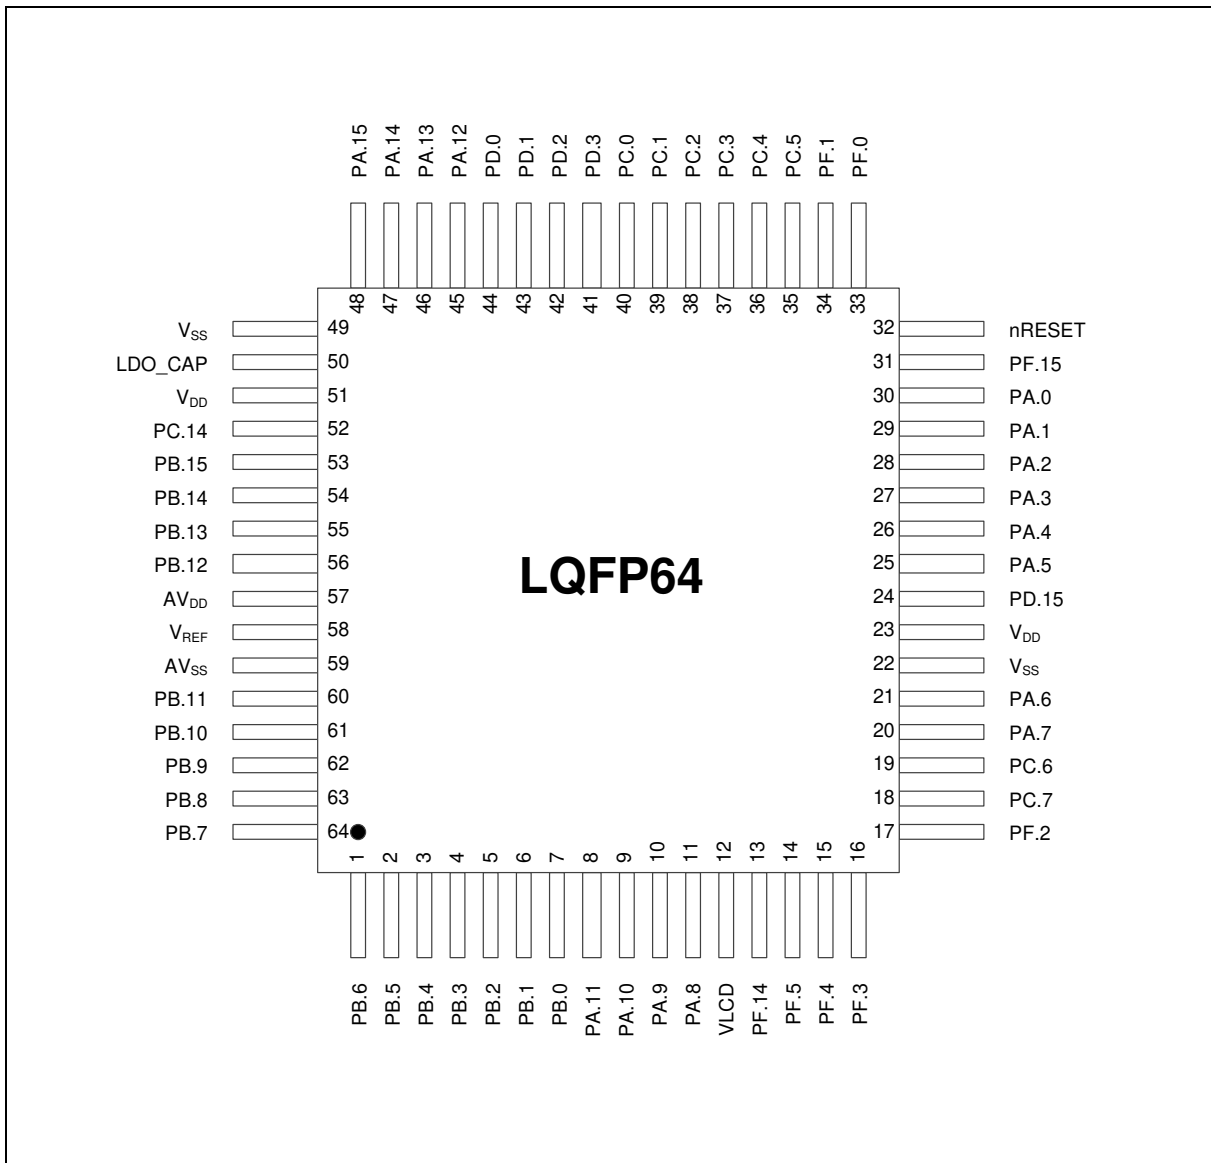 PA.15 PA.14 PA.13 PA.12 PD.0 PD.1 PD.2 PD.3 PC.0 PC.1 PC.2 PC.3 PC.4 PC.5 PF.1 PF.0
48 47 46 45 44 43 42 41 40 39 38 37 36 35 34 33
VSS 49 32 nRESET
LDO_CAP 50 31 PF.15
VDD 51 30 PA.0
PC.14 52 29 PA.1
PB.15 53 28 PA.2
PB.14 54 27 PA.3
PB.13 55 26 PA.4
PB.12 56 25 PA.5
LQFP64
AVDD 57 24 PD.15
VREF 58 23 VDD
AVSS 59 22 VSS
PB.11 60 21 PA.6
PB.10 61 20 PA.7
PB.9 62 19 PC.6
PB.8 63 18 PC.7
PB.7 64 17 PF.2
1 2 3 4 5 6 7 8 9 10 11 12 13 14 15 16
PB.6 PB.5 PB.4 PB.3 PB.2 PB.1 PB.0 PA.11 PA.10 PA.9 PA.8 VLCD PF.14 PF.5 PF.4 PF.3